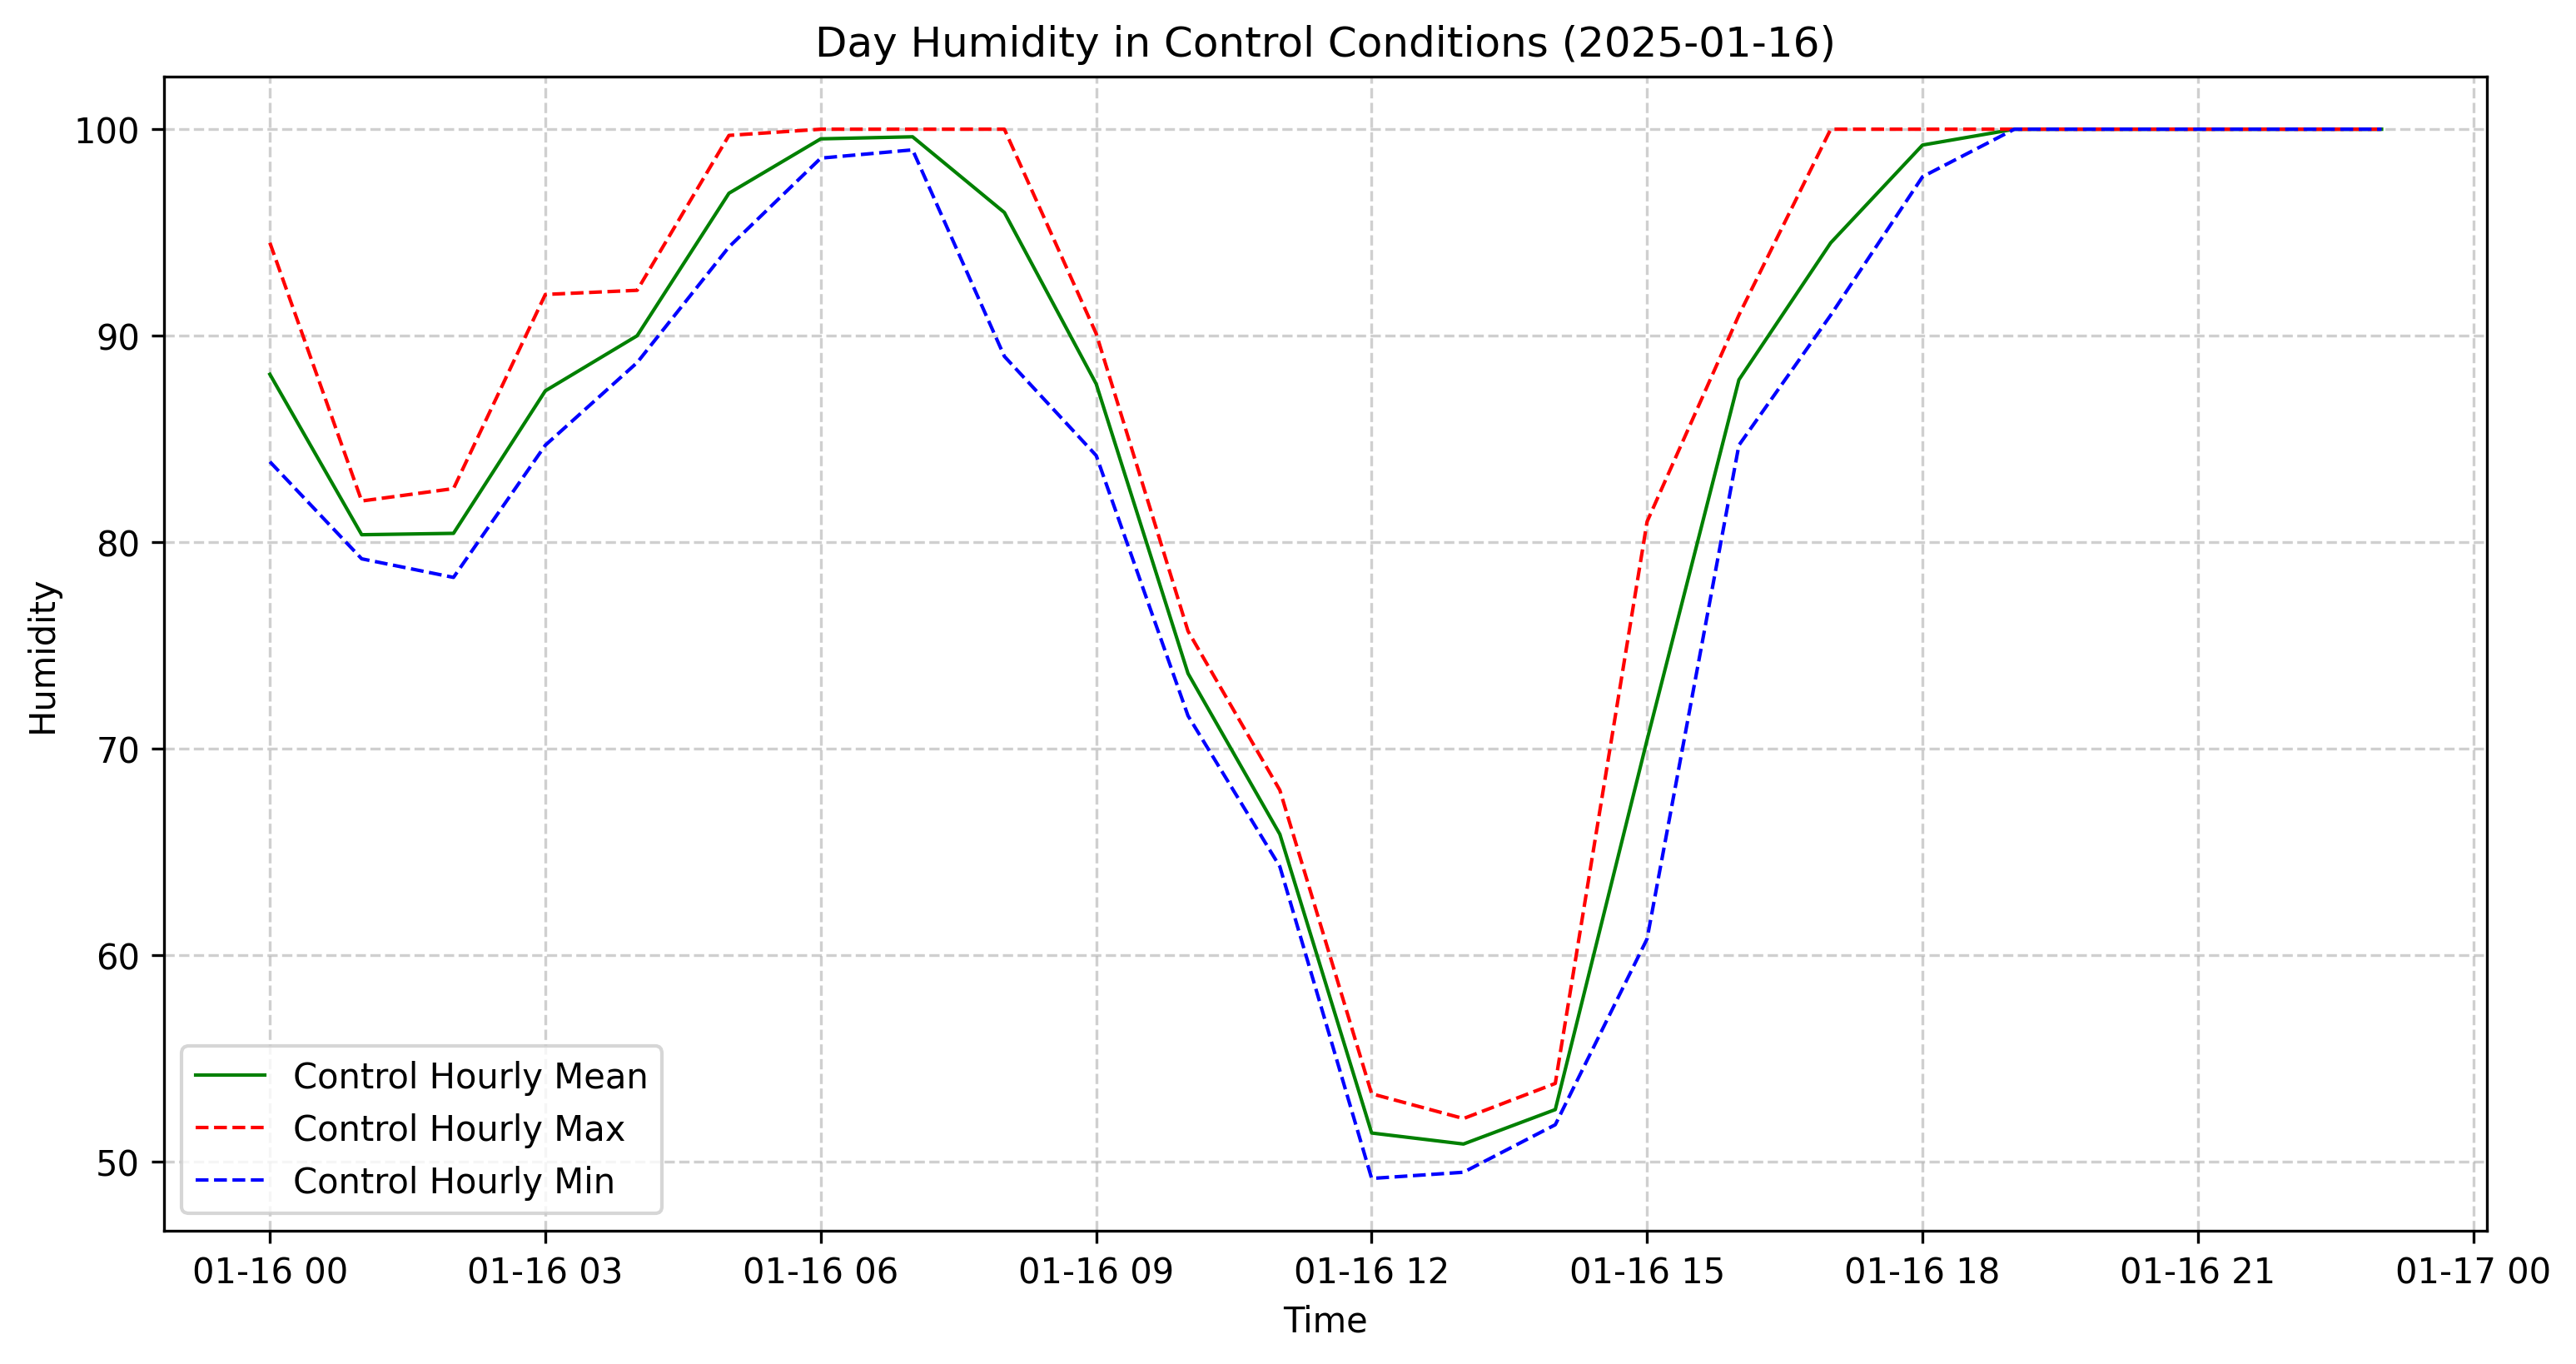 Day Humidity in Control Conditions (2025-01-16)
Humidity
100
90
80
70
60
50
Control Hourly Mean
Control Hourly Max
Control Hourly Min
01-16 00 01-16 03 01-16 06 01-16 09 01-16 12 01-16 15 01-16 18 01-16 21 01-17 00
Time